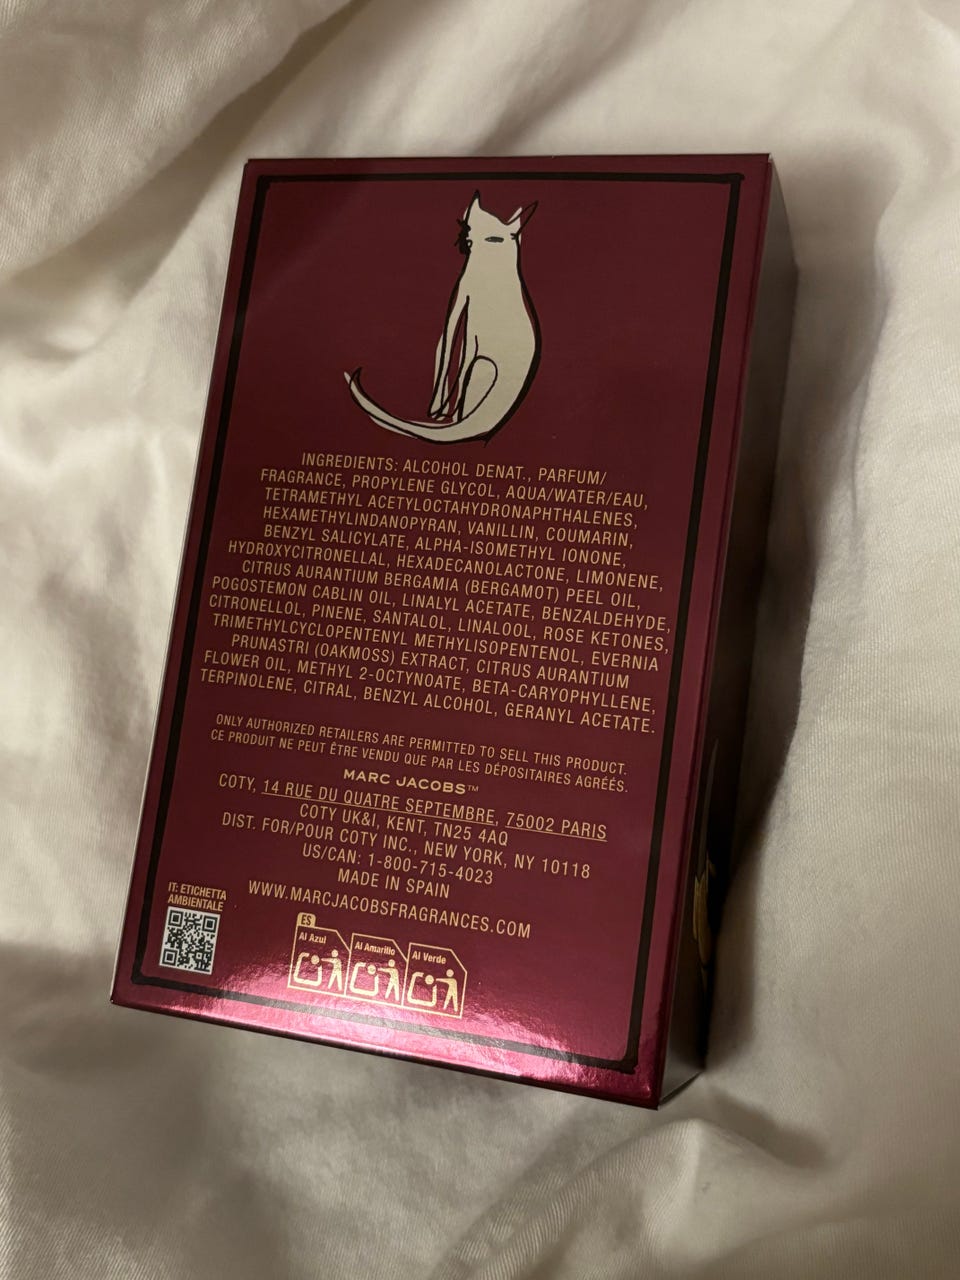 INGREDIENTS: ALCOHOL DENAT., PARFUM/
FRAGRANCE, PROPYLENE GLYCOL, AQUA/WATER/EAU,
TETRAMETHYL ACETYLOCTAHYDRONAPHTHALENES,
HEXAMETHYLINDANOPYRAN, VANILLIN, COUMARIN,
BENZYL SALICYLATE, ALPHA-ISOMETHYL IONONE,
HYDROXYCITRONELLAL, HEXADECANOLACTONE, LIMONENE,
CITRUS AURANTIUM BERGAMIA (BERGAMOT) PEEL OIL,
POGOSTEMON CABLIN OIL, LINALYL ACETATE, BENZALDEHYDE,
CITRONELLOL, PINENE, SANTALOL, LINALOOL, ROSE KETONES,
TRIMETHYLCYCLOPENTENYL METHYLISOPENTENOL, EVERNIA
PRUNASTRI (OAKMOSS) EXTRACT, CITRUS AURANTIUM
FLOWER OIL, METHYL 2-OCTYNOATE, BETA-CARYOPHYLLENE,
TERPINOLENE, CITRAL, BENZYL ALCOHOL, GERANYL ACETATE.
ONLY AUTHORIZED RETAILERS ARE PERMITTED TO SELL THIS PRODUCT.
CE PRODUIT NE PEUT ÊTRE VENDU QUE PAR LES DÉPOSITAIRES AGRÉÉS.
MARC JACOBS™
COTY, 14 RUE DU QUATRE SEPTEMBRE, 75002 PARIS
COTY UK&I, KENT, TN25 4AQ
DIST. FOR/POUR COTY INC., NEW YORK, NY 10118
US/CAN: 1-800-715-4023
MADE IN SPAIN
WWW.MARCJACOBSFRAGRANCES.COM
IT: ETICHETTA
AMBIENTALE
ES
Al Azul
Al Amarillo
Al Verde